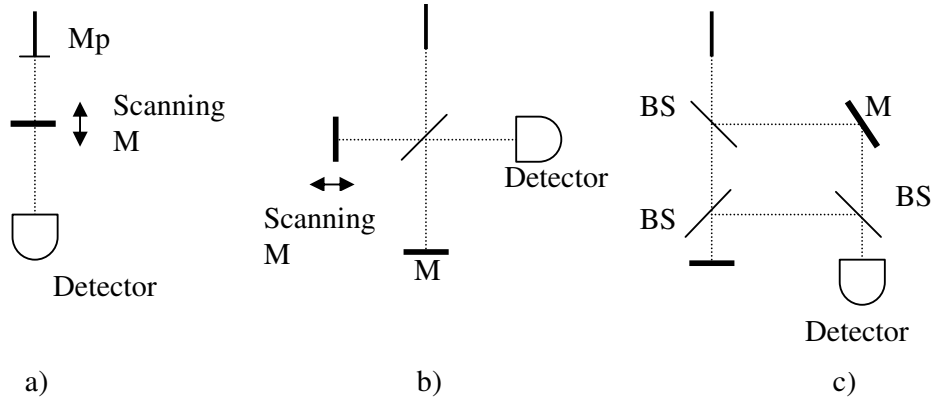 Mp
Scanning
M
Detector
a)
Detector
Scanning
M
M
b)
BS
M
BS
BS
Detector
c)